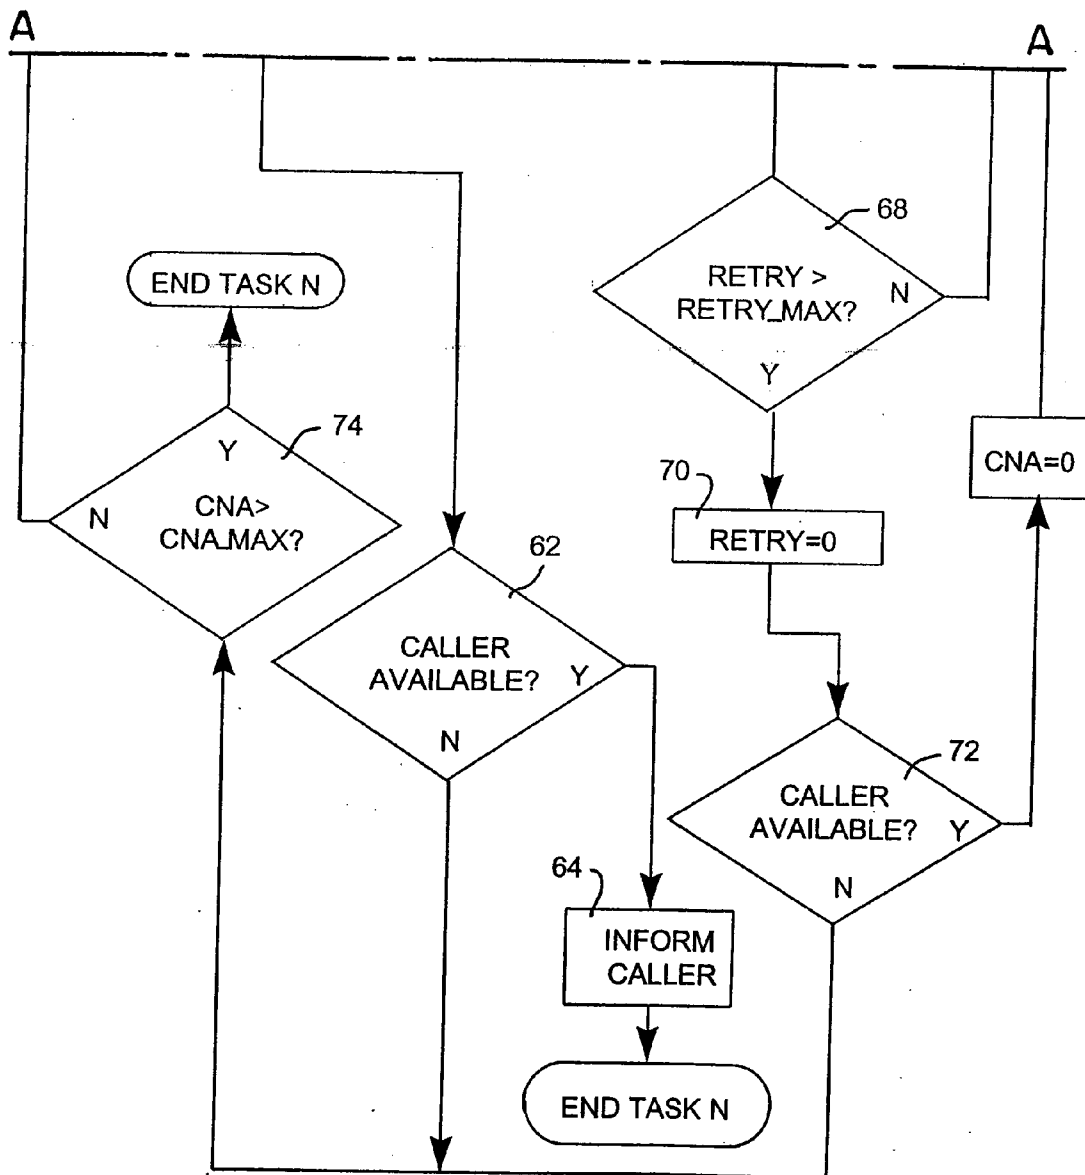 A
A
68
RETRY >
RETRY_MAX?
N
Y
END TASK N
74
Y
N
CNA>
CNA_MAX?
CNA=0
70
RETRY=0
62
CALLER
AVAILABLE?
Y
N
72
CALLER
AVAILABLE?
Y
N
64
INFORM
CALLER
END TASK N